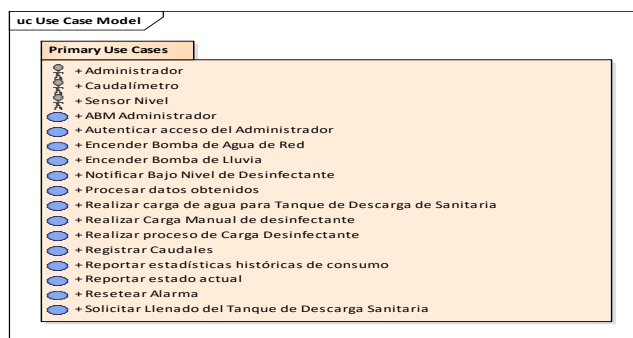 uc Use Case Model
Primary Use Cases
+ Administrador
+ Caudalímetro
+ Sensor Nivel
+ ABM Administrador
+ Autenticar acceso del Administrador
+ Encender Bomba de Agua de Red
+ Encender Bomba de Lluvia
+ Notificar Bajo Nivel de Desinfectante
+ Procesar datos obtenidos
+ Realizar carga de agua para Tanque de Descarga de Sanitaria
+ Realizar Carga Manual de desinfectante
+ Realizar proceso de Carga Desinfectante
+ Registrar Caudales
+ Reportar estadísticas históricas de consumo
+ Reportar estado actual
+ Resetear Alarma
+ Solicitar Llenado del Tanque de Descarga Sanitaria